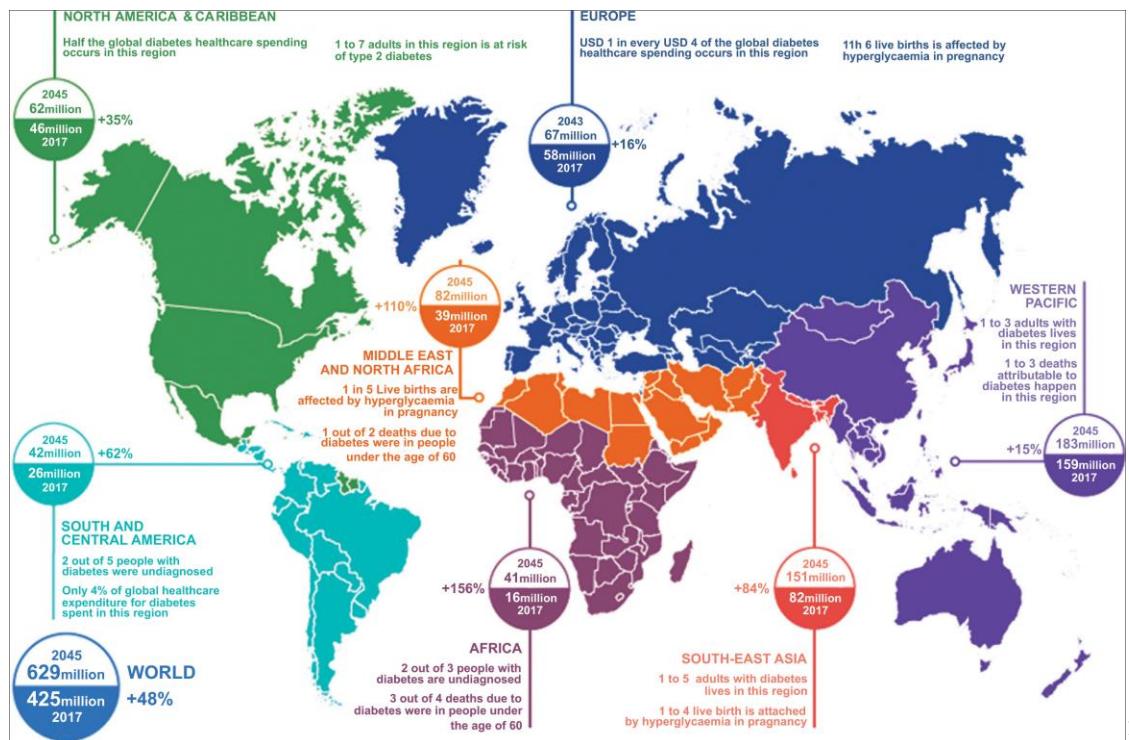 NORTH AMERICA & CARIBBEAN
Half the global diabetes healthcare spending
occurs in this region
1 to 7 adults in this region is at risk
of type 2 diabetes
2045
62million
46million
2017
+35%
EUROPE
USD 1 in every USD 4 of the global diabetes
healthcare spending occurs in this region
11h 6 live births is affected by
hyperglycaemia in pregnancy
2043
67million
58million
2017
+16%
2045
82million
39million
2017
+110%
MIDDLE EAST
AND NORTH AFRICA
1 in 5 Live births are
affected by hyperglycaemia
in pragnancy
1 out of 2 deaths due to
diabetes were in people
under the age of 60
WESTERN
PACIFIC
1 to 3 adults with
diabetes lives in
this region
1 to 3 deaths
attributable to
diabetes happen
in this region
2045
183million
159million
2017
+15%
2045
42million
26million
2017
+62%
SOUTH AND
CENTRAL AMERICA
2 out of 5 people with
diabetes were undiagnosed
Only 4% of global healthcare
expenditure for diabetes
spent in this region
2045
41million
16million
2017
+156%
AFRICA
2 out of 3 people with
diabetes are undiagnosed
3 out of 4 deaths due to
diabetes were in people under
the age of 60
2045
151million
82million
2017
+84%
SOUTH-EAST ASIA
1 to 5 adults with diabetes
lives in this region
1 to 4 live birth is attached
by hyperglycaemia in pregnancy
2045
629million
425million
2017
WORLD
+48%